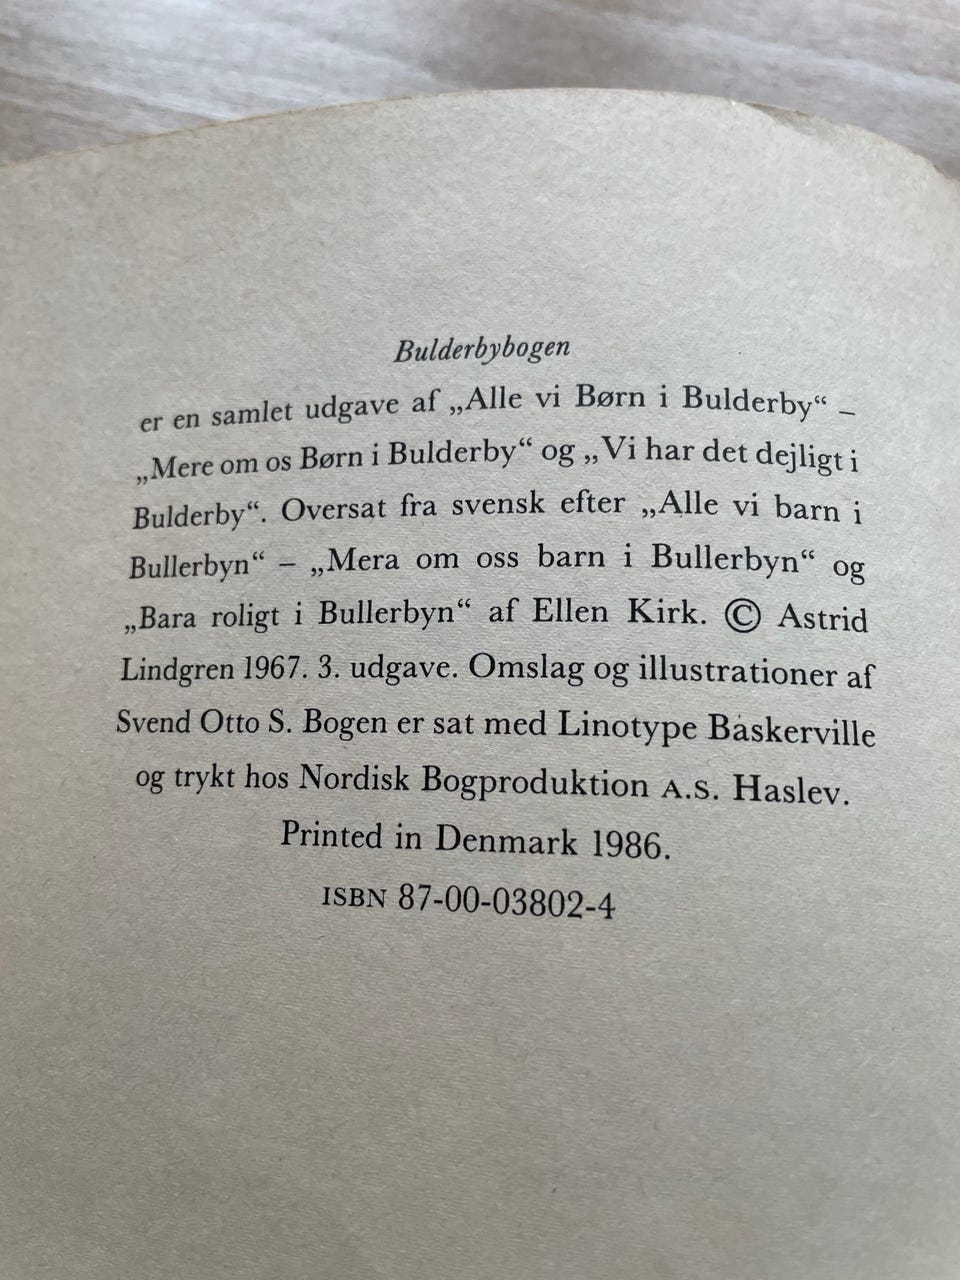 Bulderbybogen
er en samlet udgave af „Alle vi Børn i Bulderby“ –
„Mere om os Børn i Bulderby“ og „Vi har det dejligt i
Bulderby“. Oversat fra svensk efter „Alle vi barn i
Bullerbyn“ – „Mera om oss barn i Bullerbyn“ og
„Bara roligt i Bullerbyn“ af Ellen Kirk. © Astrid
Lindgren 1967. 3. udgave. Omslag og illustrationer af
Svend Otto S. Bogen er sat med Linotype Baskerville
og trykt hos Nordisk Bogproduktion A.S. Haslev.
Printed in Denmark 1986.
ISBN 87-00-03802-4